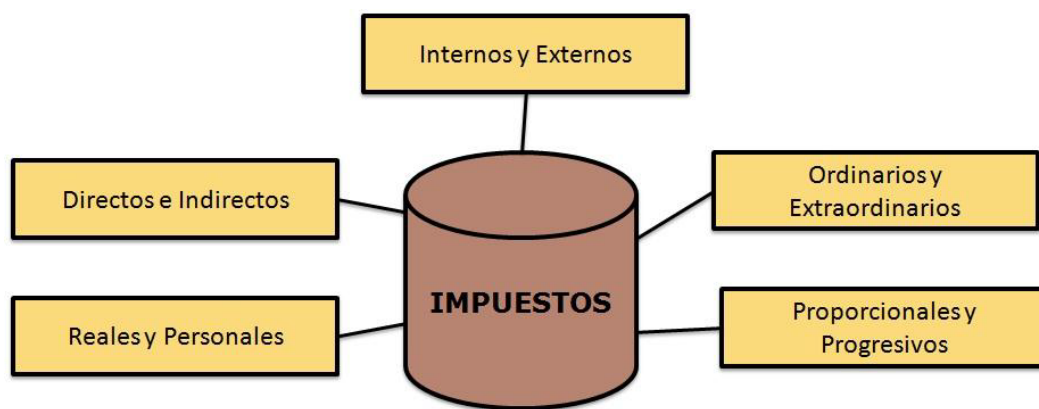 Internos y Externos
Directos e Indirectos
Ordinarios y
Extraordinarios
IMPUESTOS
Reales y Personales
Proporcionales y
Progresivos